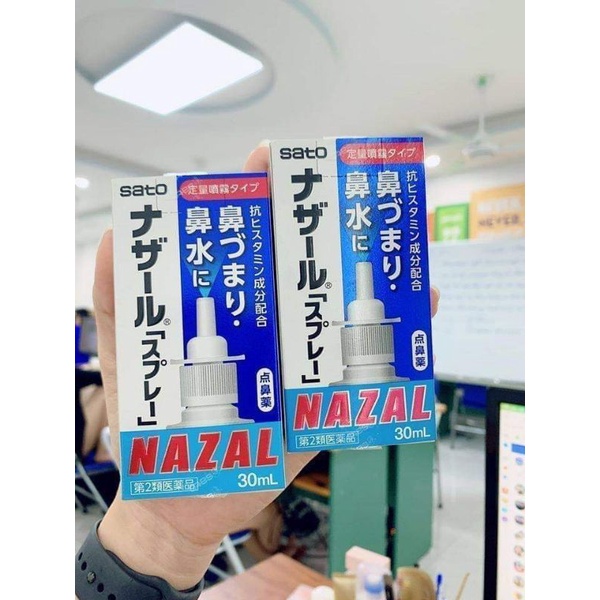 sato
定量噴霧タイプ
ナザール®「スプレー」
鼻づまり・
鼻水に
抗ヒスタミン成分配合
点鼻薬
NAZAL
第2類医薬品
30mL
sato
定量噴霧タイプ
ナザール®「スプレー」
鼻づまり・
鼻水に
抗ヒスタミン成分配合
点鼻薬
NAZAL
第2類医薬品
30mL